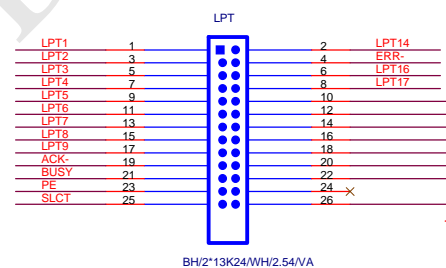 LPT
LPT1 1 2 LPT14
LPT2 3 4 ERR-
LPT3 5 6 LPT16
LPT4 7 8 LPT17
LPT5 9 10
LPT6 11 12
LPT7 13 14
LPT8 15 16
LPT9 17 18
ACK- 19 20
BUSY 21 22
PE 23 24
SLCT 25 26
BH/2*13K24/WH/2.54/VA